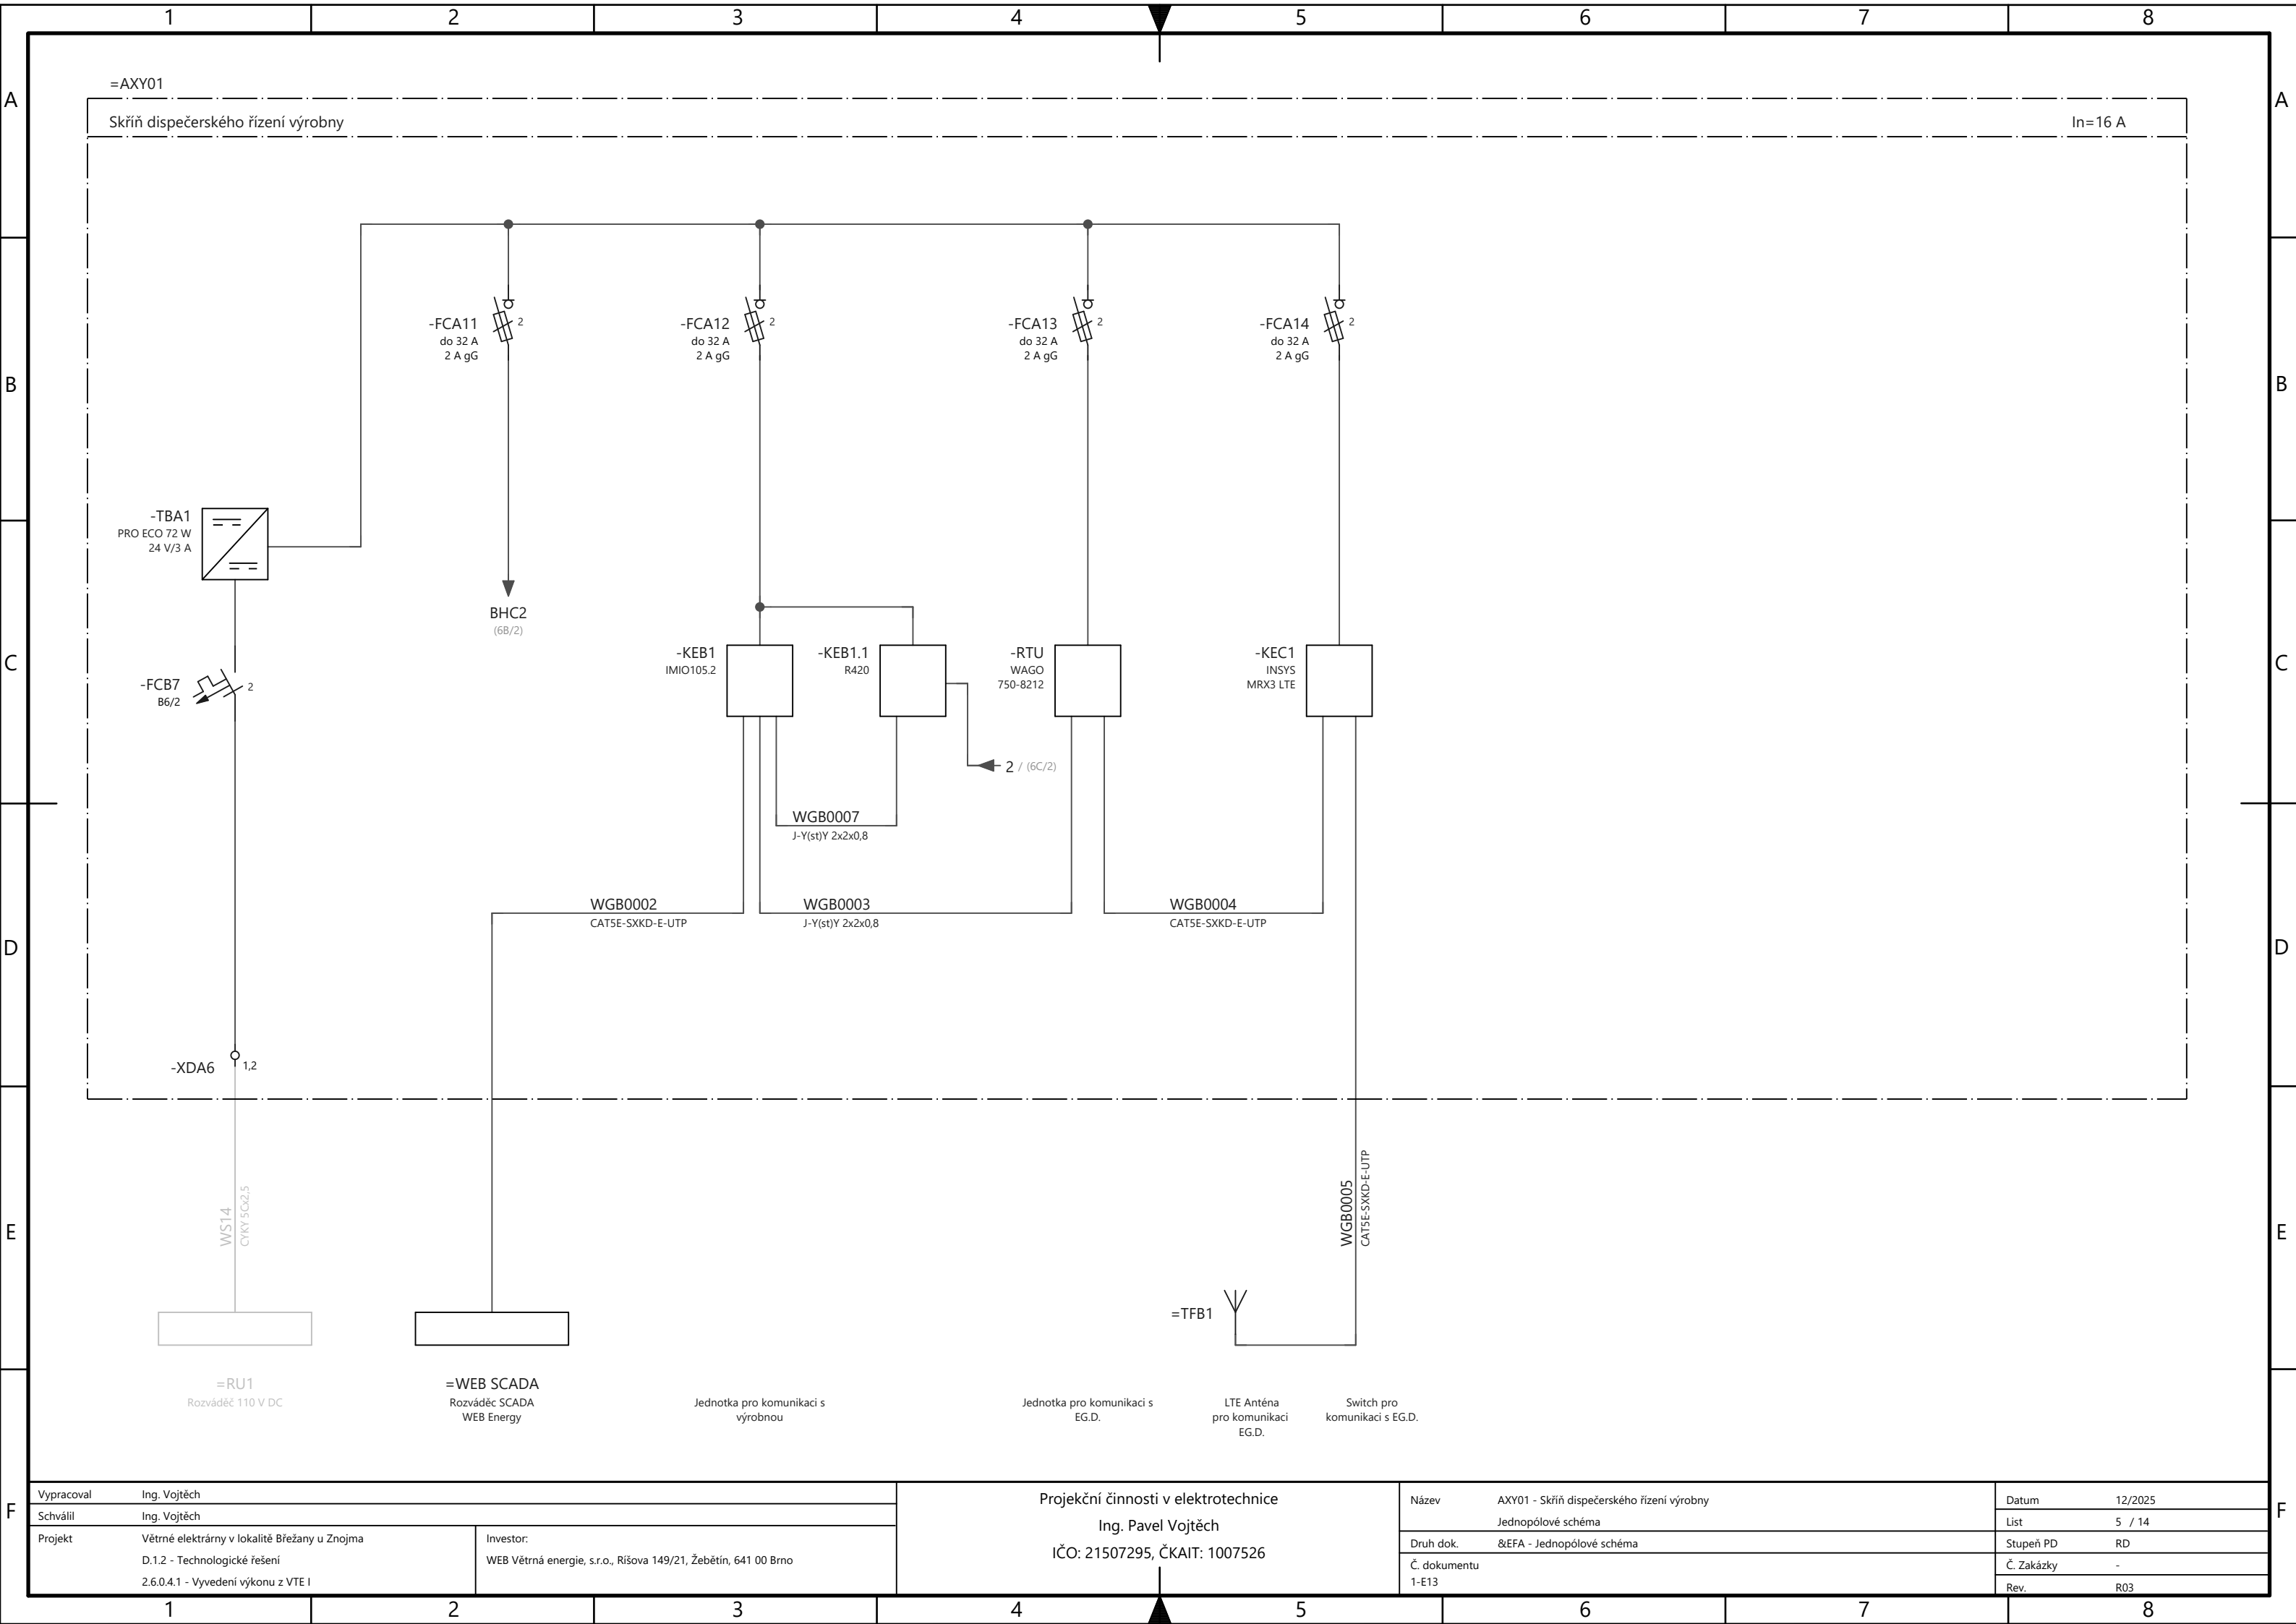 1 2 3 4 5 6 7 8
A A
=AXY01
Skříň dispečerského řízení výrobny In=16 A
-FCA11 2
do 32 A
2 A gG
-FCA12 2
do 32 A
2 A gG
-FCA13 2
do 32 A
2 A gG
-FCA14 2
do 32 A
2 A gG
B B
-TBA1
PRO ECO 72 W
24 V/3 A
BHC2
(6B/2)
-KEB1
IMIO105.2
-KEB1.1
R420
-RTU
WAGO
750-8212
-KEC1
INSYS
MRX3 LTE
C C
-FCB7 2
B6/2
2 / (6C/2)
WGB0007
J-Y(st)Y 2x2x0,8
WGB0002
CAT5E-SXKD-E-UTP
WGB0003
J-Y(st)Y 2x2x0,8
WGB0004
CAT5E-SXKD-E-UTP
D D
-XDA6 1,2
WS14
CYKY 5Cx2,5
WGB0005
CAT5E-SXKD-E-UTP
E E
=TFB1
=RU1
Rozváděč 110 V DC
=WEB SCADA
Rozváděc SCADA
WEB Energy
Jednotka pro komunikaci s
výrobnou
Jednotka pro komunikaci s
EG.D.
LTE Anténa
pro komunikaci
EG.D.
Switch pro
komunikaci s EG.D.
F F
Vypracoval Ing. Vojtěch
Schválil Ing. Vojtěch
Projekt Větrné elektrárny v lokalitě Břežany u Znojma
D.1.2 - Technologické řešení
2.6.0.4.1 - Vyvedení výkonu z VTE I
Investor:
WEB Větrná energie, s.r.o., Ríšova 149/21, Žebětín, 641 00 Brno
Projekční činnosti v elektrotechnice
Ing. Pavel Vojtěch
IČO: 21507295, ČKAIT: 1007526
Název AXY01 - Skříň dispečerského řízení výrobny
Jednopólové schéma
Druh dok. &EFA - Jednopólové schéma
Č. dokumentu
1-E13
Datum 12/2025
List 5 / 14
Stupeň PD RD
Č. Zakázky -
Rev. R03
1 2 3 4 5 6 7 8